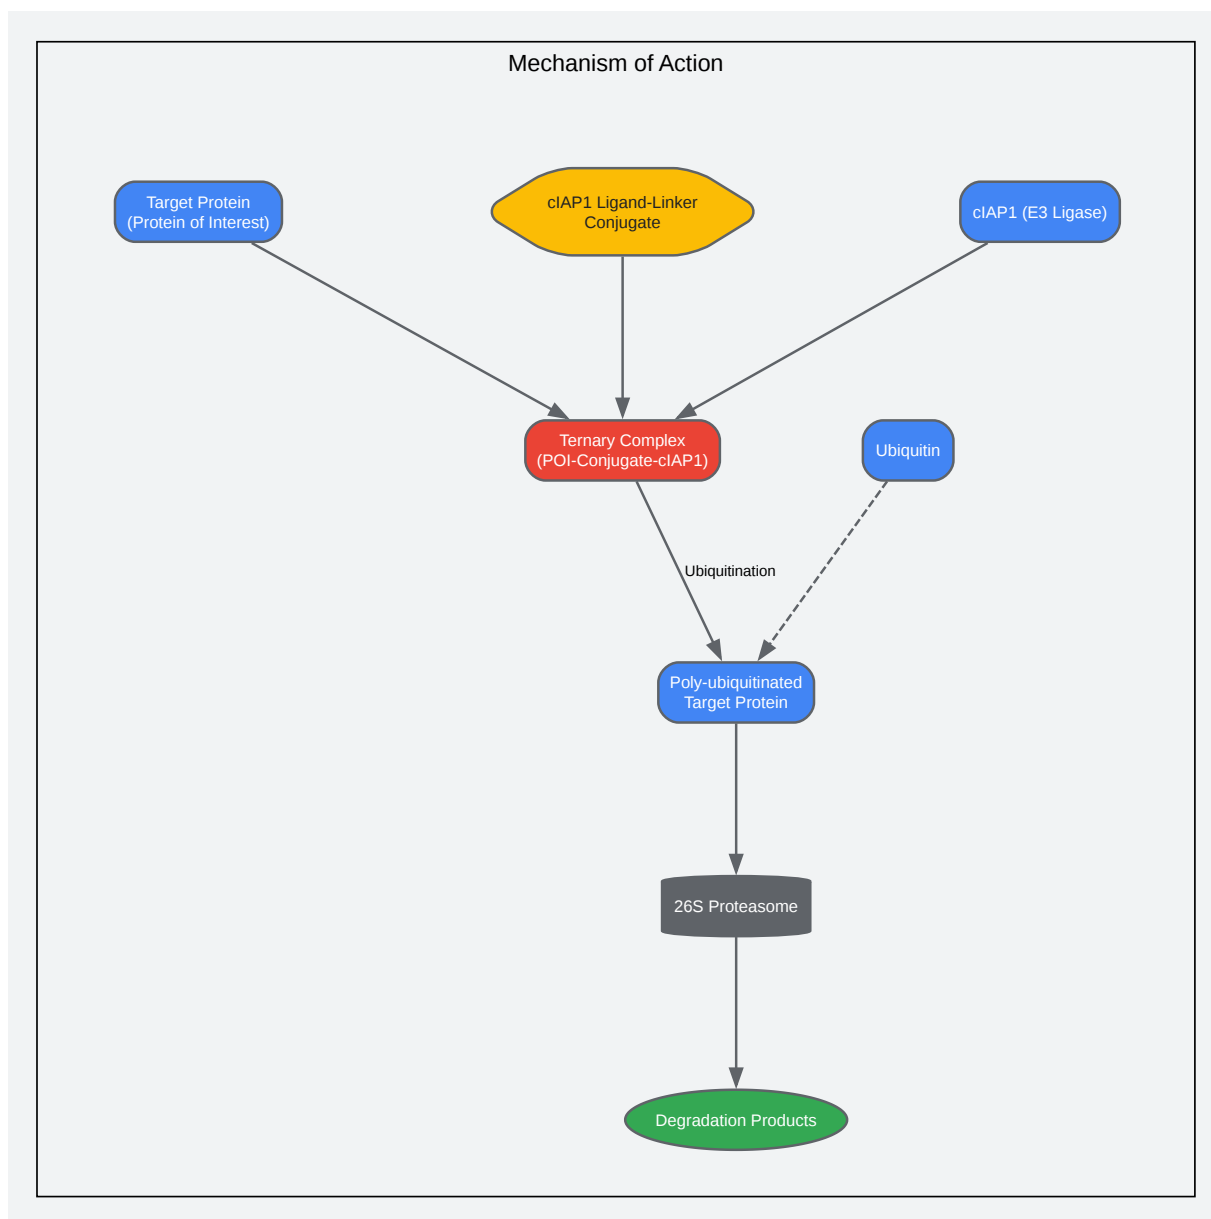 Mechanism of Action
Target Protein
(Protein of Interest)
cIAP1 Ligand-Linker
Conjugate
cIAP1 (E3 Ligase)
Ternary Complex
(POI-Conjugate-cIAP1)
Ubiquitin
Ubiquitination
Poly-ubiquitinated
Target Protein
26S Proteasome
Degradation Products